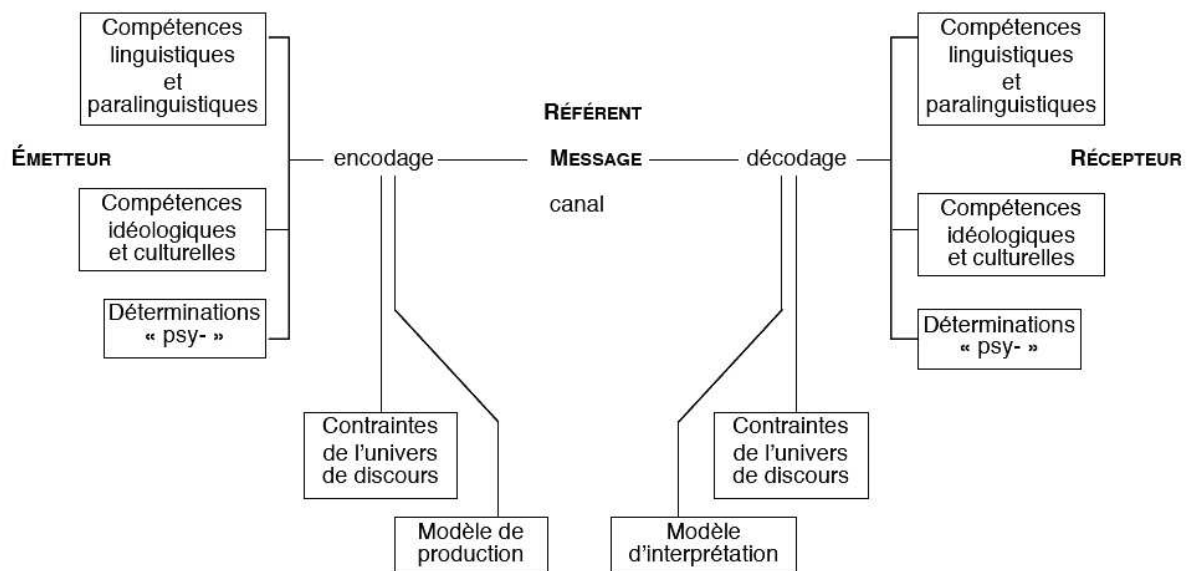 Compétences
linguistiques
et
paralinguistiques
Compétences
linguistiques
et
paralinguistiques
RÉFÉRENT
ÉMETTEUR
encodage
MESSAGE
décodage
RÉCEPTEUR
canal
Compétences
idéologiques
et culturelles
Compétences
idéologiques
et culturelles
Déterminations
« psy- »
Déterminations
« psy- »
Contraintes
de l'univers
de discours
Contraintes
de l'univers
de discours
Modèle de
production
Modèle
d'interprétation